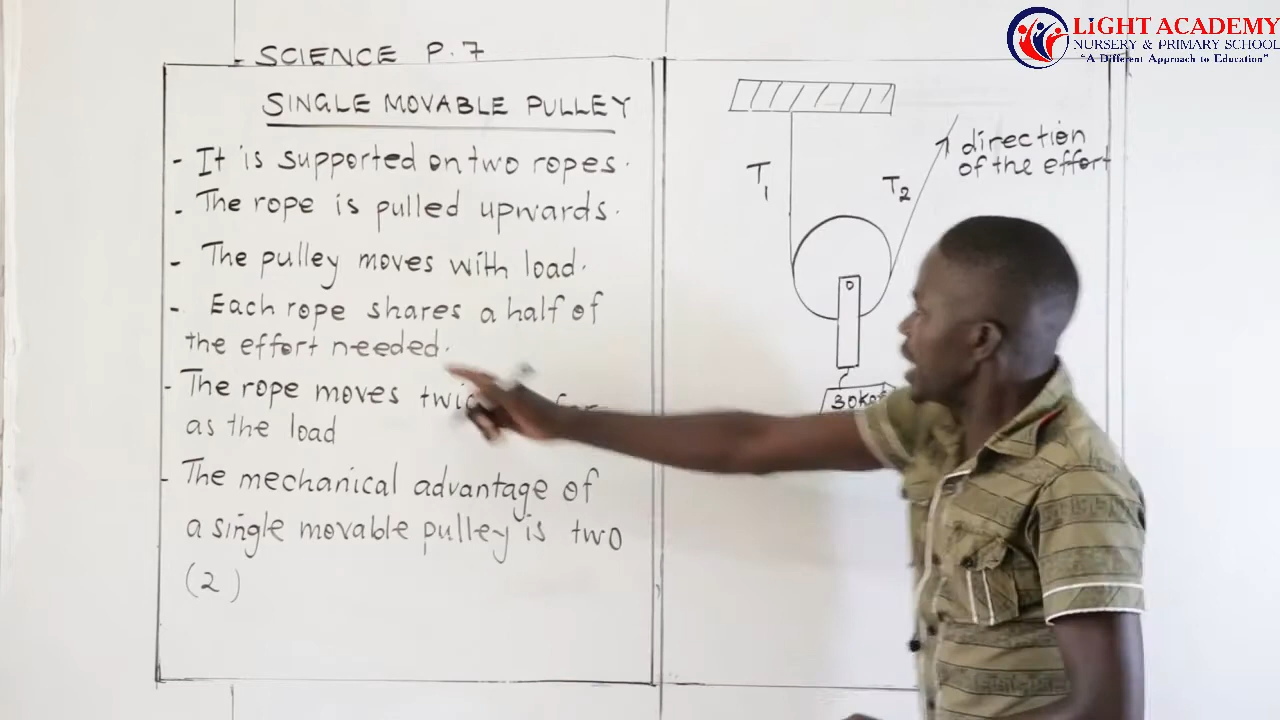 LIGHT ACADEMY
NURSERY & PRIMARY SCHOOL
"A Different Approach to Education"
- SCIENCE P.7
SINGLE MOVABLE PULLEY
- It is supported on two ropes.
- The rope is pulled upwards.
- The pulley moves with load.
- Each rope shares a half of
the effort needed.
- The rope moves
as the load
- The mechanical advantage of
a single movable pulley is two
(2)
T1
T2
direction
of the effort